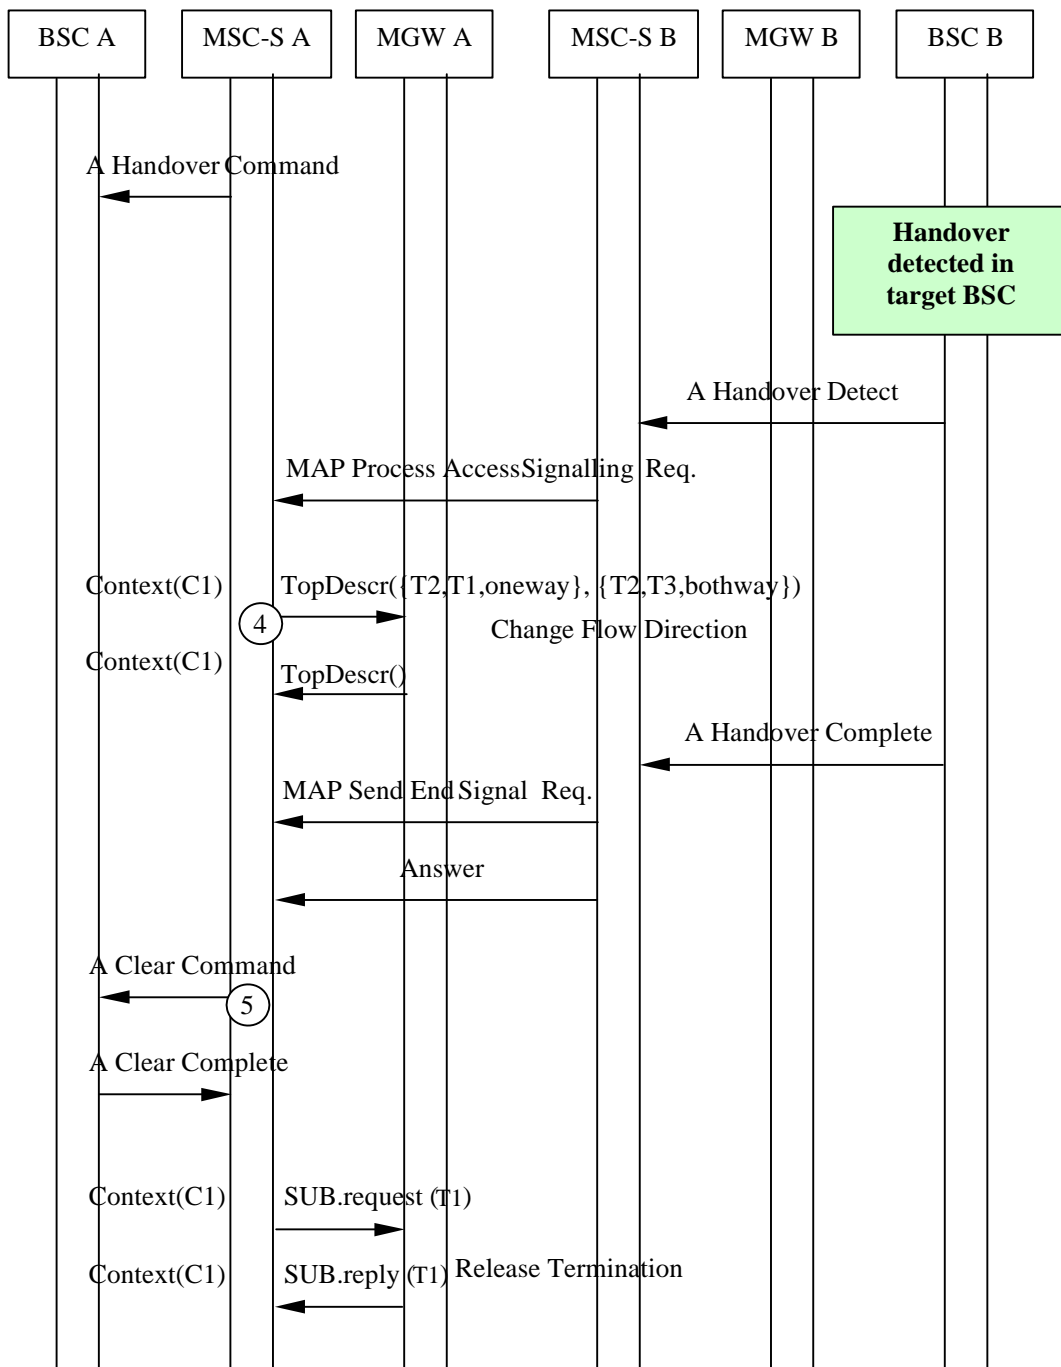 BSC A
MSC-S A
MGW A
MSC-S B
MGW B
BSC B
A Handover Command
Handover
detected in
target BSC
A Handover Detect
MAP Process AccessSignalling Req.
Context(C1)
TopDescr({T2,T1,oneway}, {T2,T3,bothway})
4
Change Flow Direction
Context(C1)
TopDescr()
A Handover Complete
MAP Send End Signal Req.
Answer
A Clear Command
5
A Clear Complete
Context(C1)
SUB.request (T1)
Context(C1)
SUB.reply (T1)
Release Termination